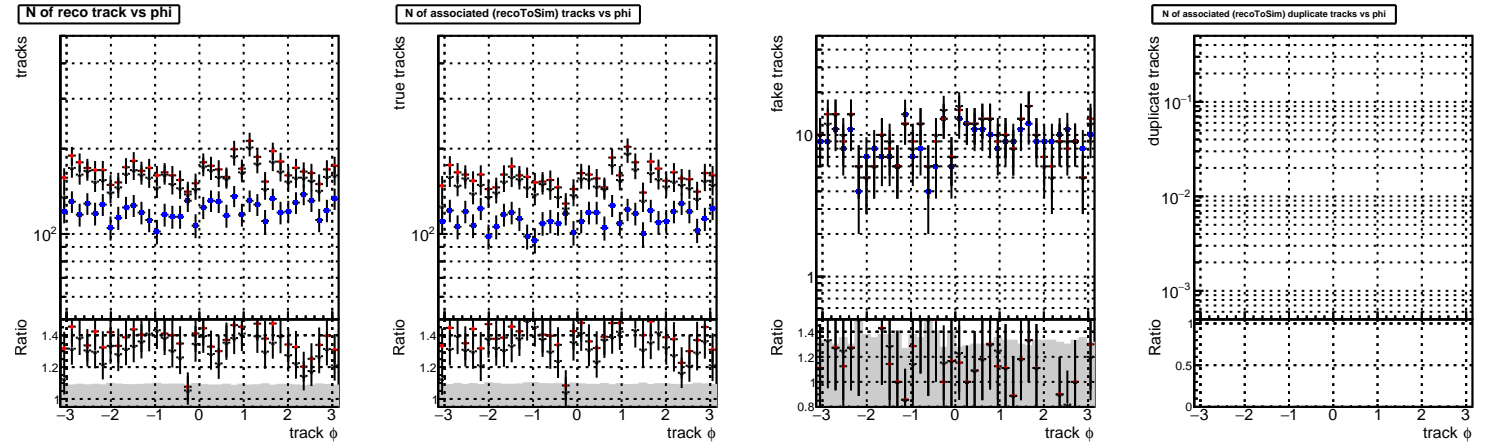 N of reco track vs phi
tracks
10²
Ratio
1.4
1.2
1
−3 −2 −1 0 1 2 3
track ϕ
N of associated (recoToSim) tracks vs phi
true tracks
10²
Ratio
1.4
1.2
1
−3 −2 −1 0 1 2 3
track ϕ
fake tracks
10
1
Ratio
1.4
1.2
1
0.8
−3 −2 −1 0 1 2 3
track ϕ
N of associated (recoToSim) duplicate tracks vs phi
duplicate tracks
10⁻¹
10⁻²
10⁻³
Ratio
1
0.5
0
−3 −2 −1 0 1 2 3
track ϕ